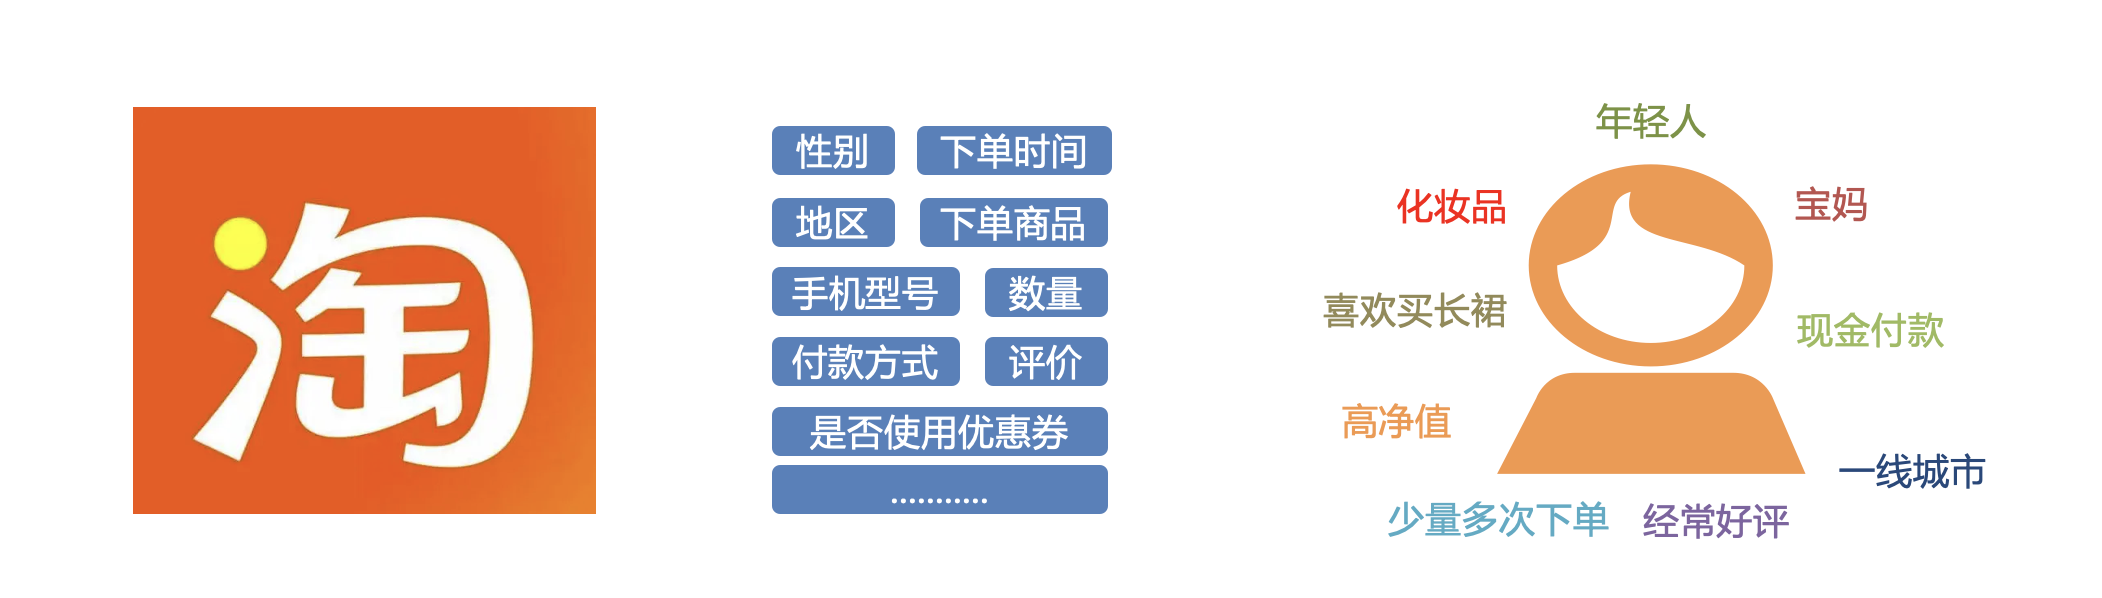 淘
性别 下单时间
地区 下单商品
手机型号 数量
付款方式 评价
是否使用优惠券
...........
年轻人
化妆品
宝妈
喜欢买长裙
现金付款
高净值
一线城市
少量多次下单
经常好评